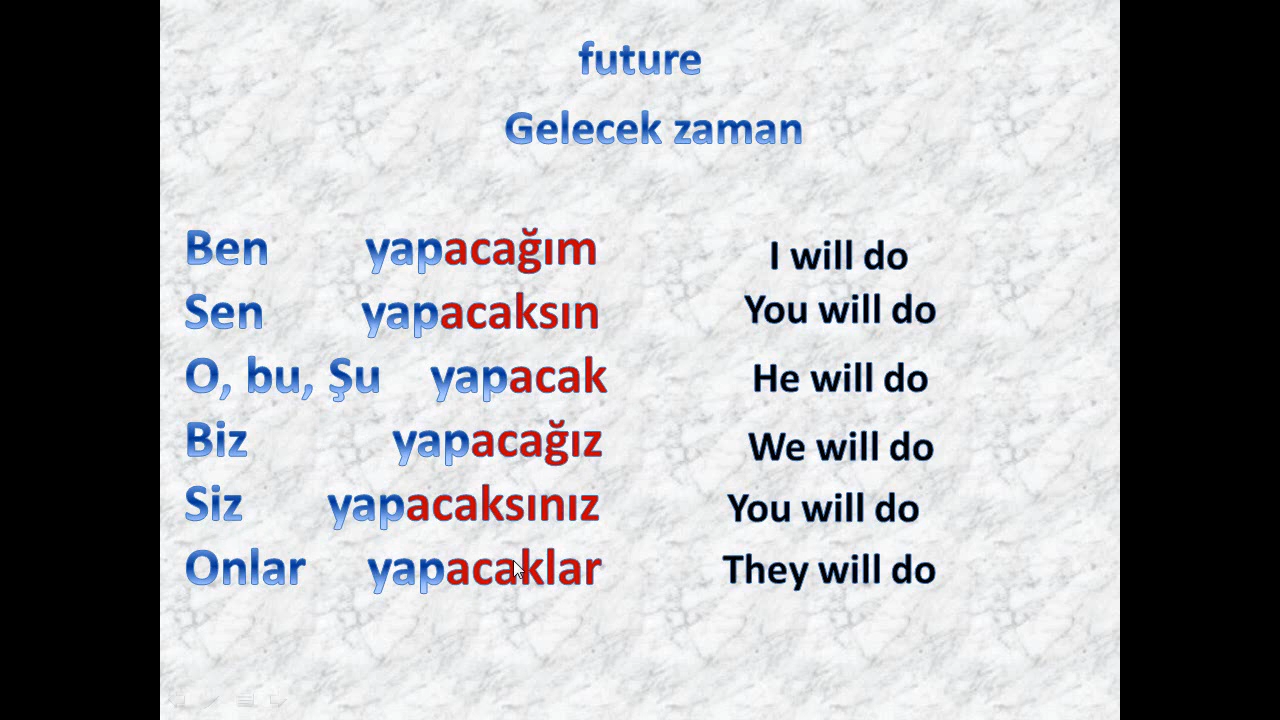 future
Gelecek zaman
Ben yapacağım I will do
Sen yapacaksın You will do
O, bu, Şu yapacak He will do
Biz yapacağız We will do
Siz yapacaksınız You will do
Onlar yapacaklar They will do